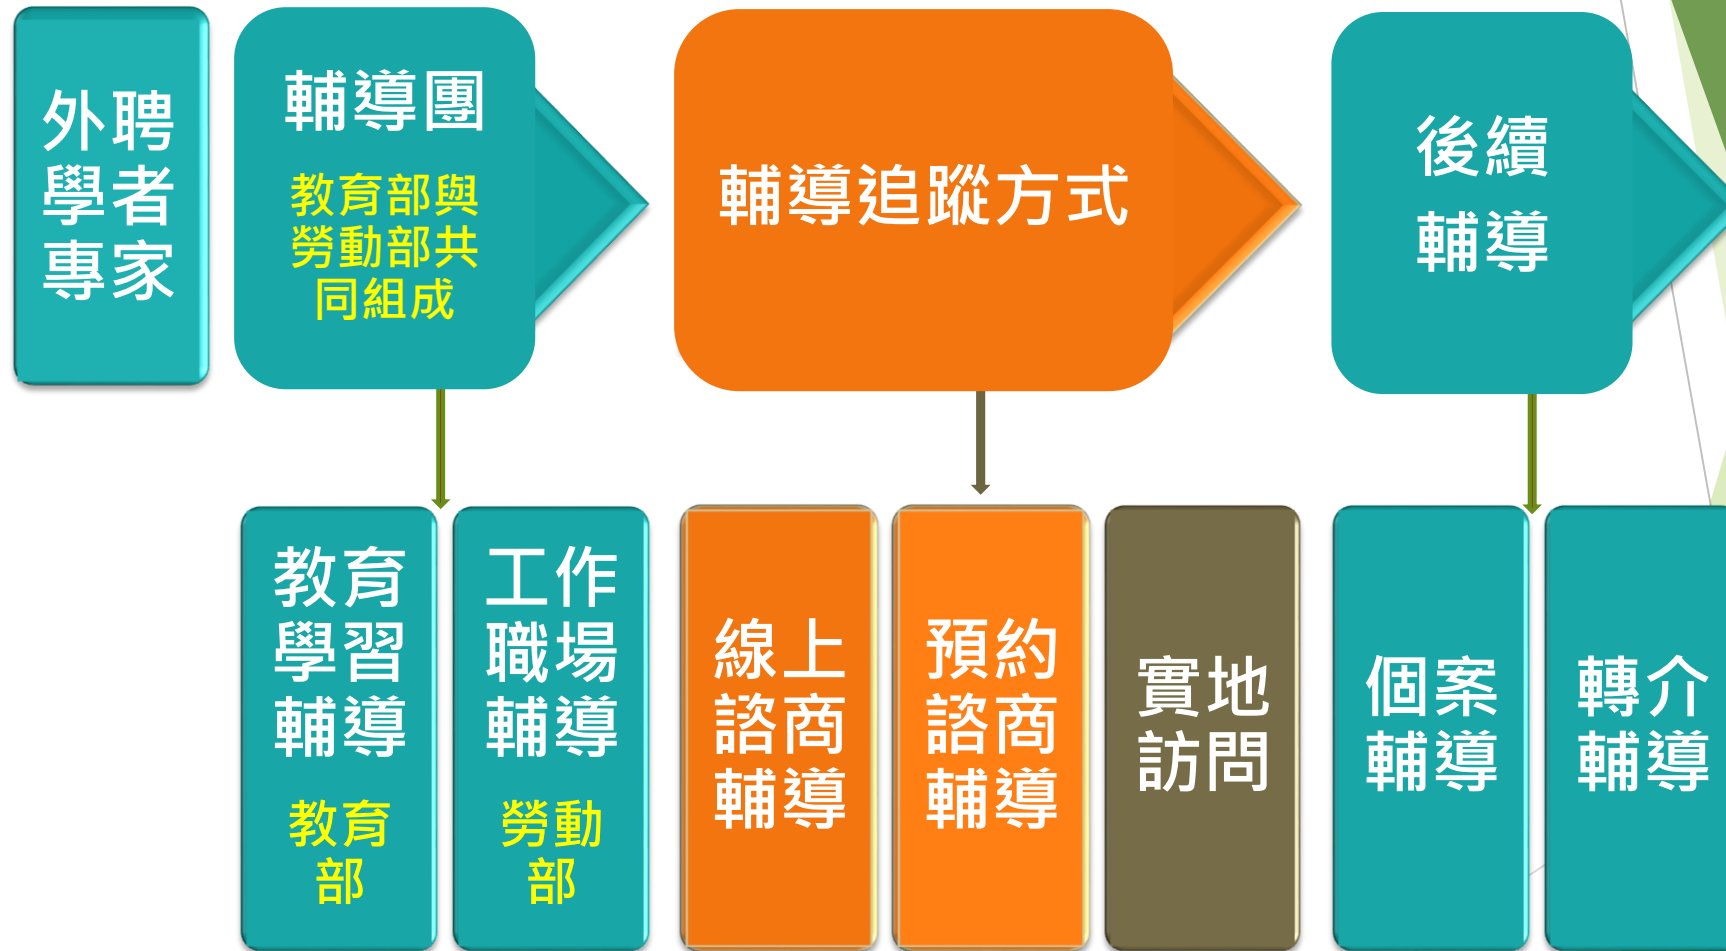 外聘
學者
專家
輔導團
教育部與
勞動部共
同組成
輔導追蹤方式
後續
輔導
教育
學習
輔導
教育
部
工作
職場
輔導
勞動
部
線上
諮商
輔導
預約
諮商
輔導
實地
訪問
個案
輔導
轉介
輔導